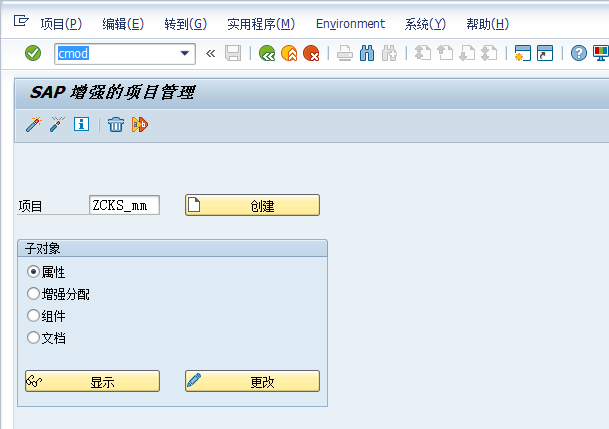 项目(P) 编辑(E) 转到(G) 实用程序(M) Environment 系统(Y) 帮助(H)
cmod
SAP 增强的项目管理
项目 ZCKS_mm 创建
子对象
属性
增强分配
组件
文档
显示 更改